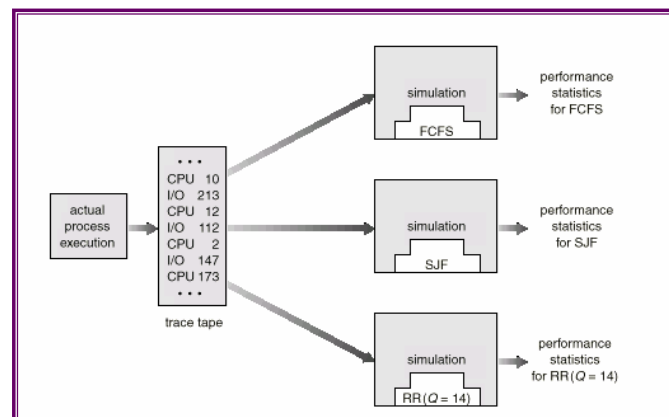 actual
process
execution
• • •
CPU 10
I/O 213
CPU 12
I/O 112
CPU 2
I/O 147
CPU 173
• • •
trace tape
simulation
FCFS
performance
statistics
for FCFS
simulation
SJF
performance
statistics
for SJF
simulation
RR (Q = 14)
performance
statistics
for RR (Q = 14)